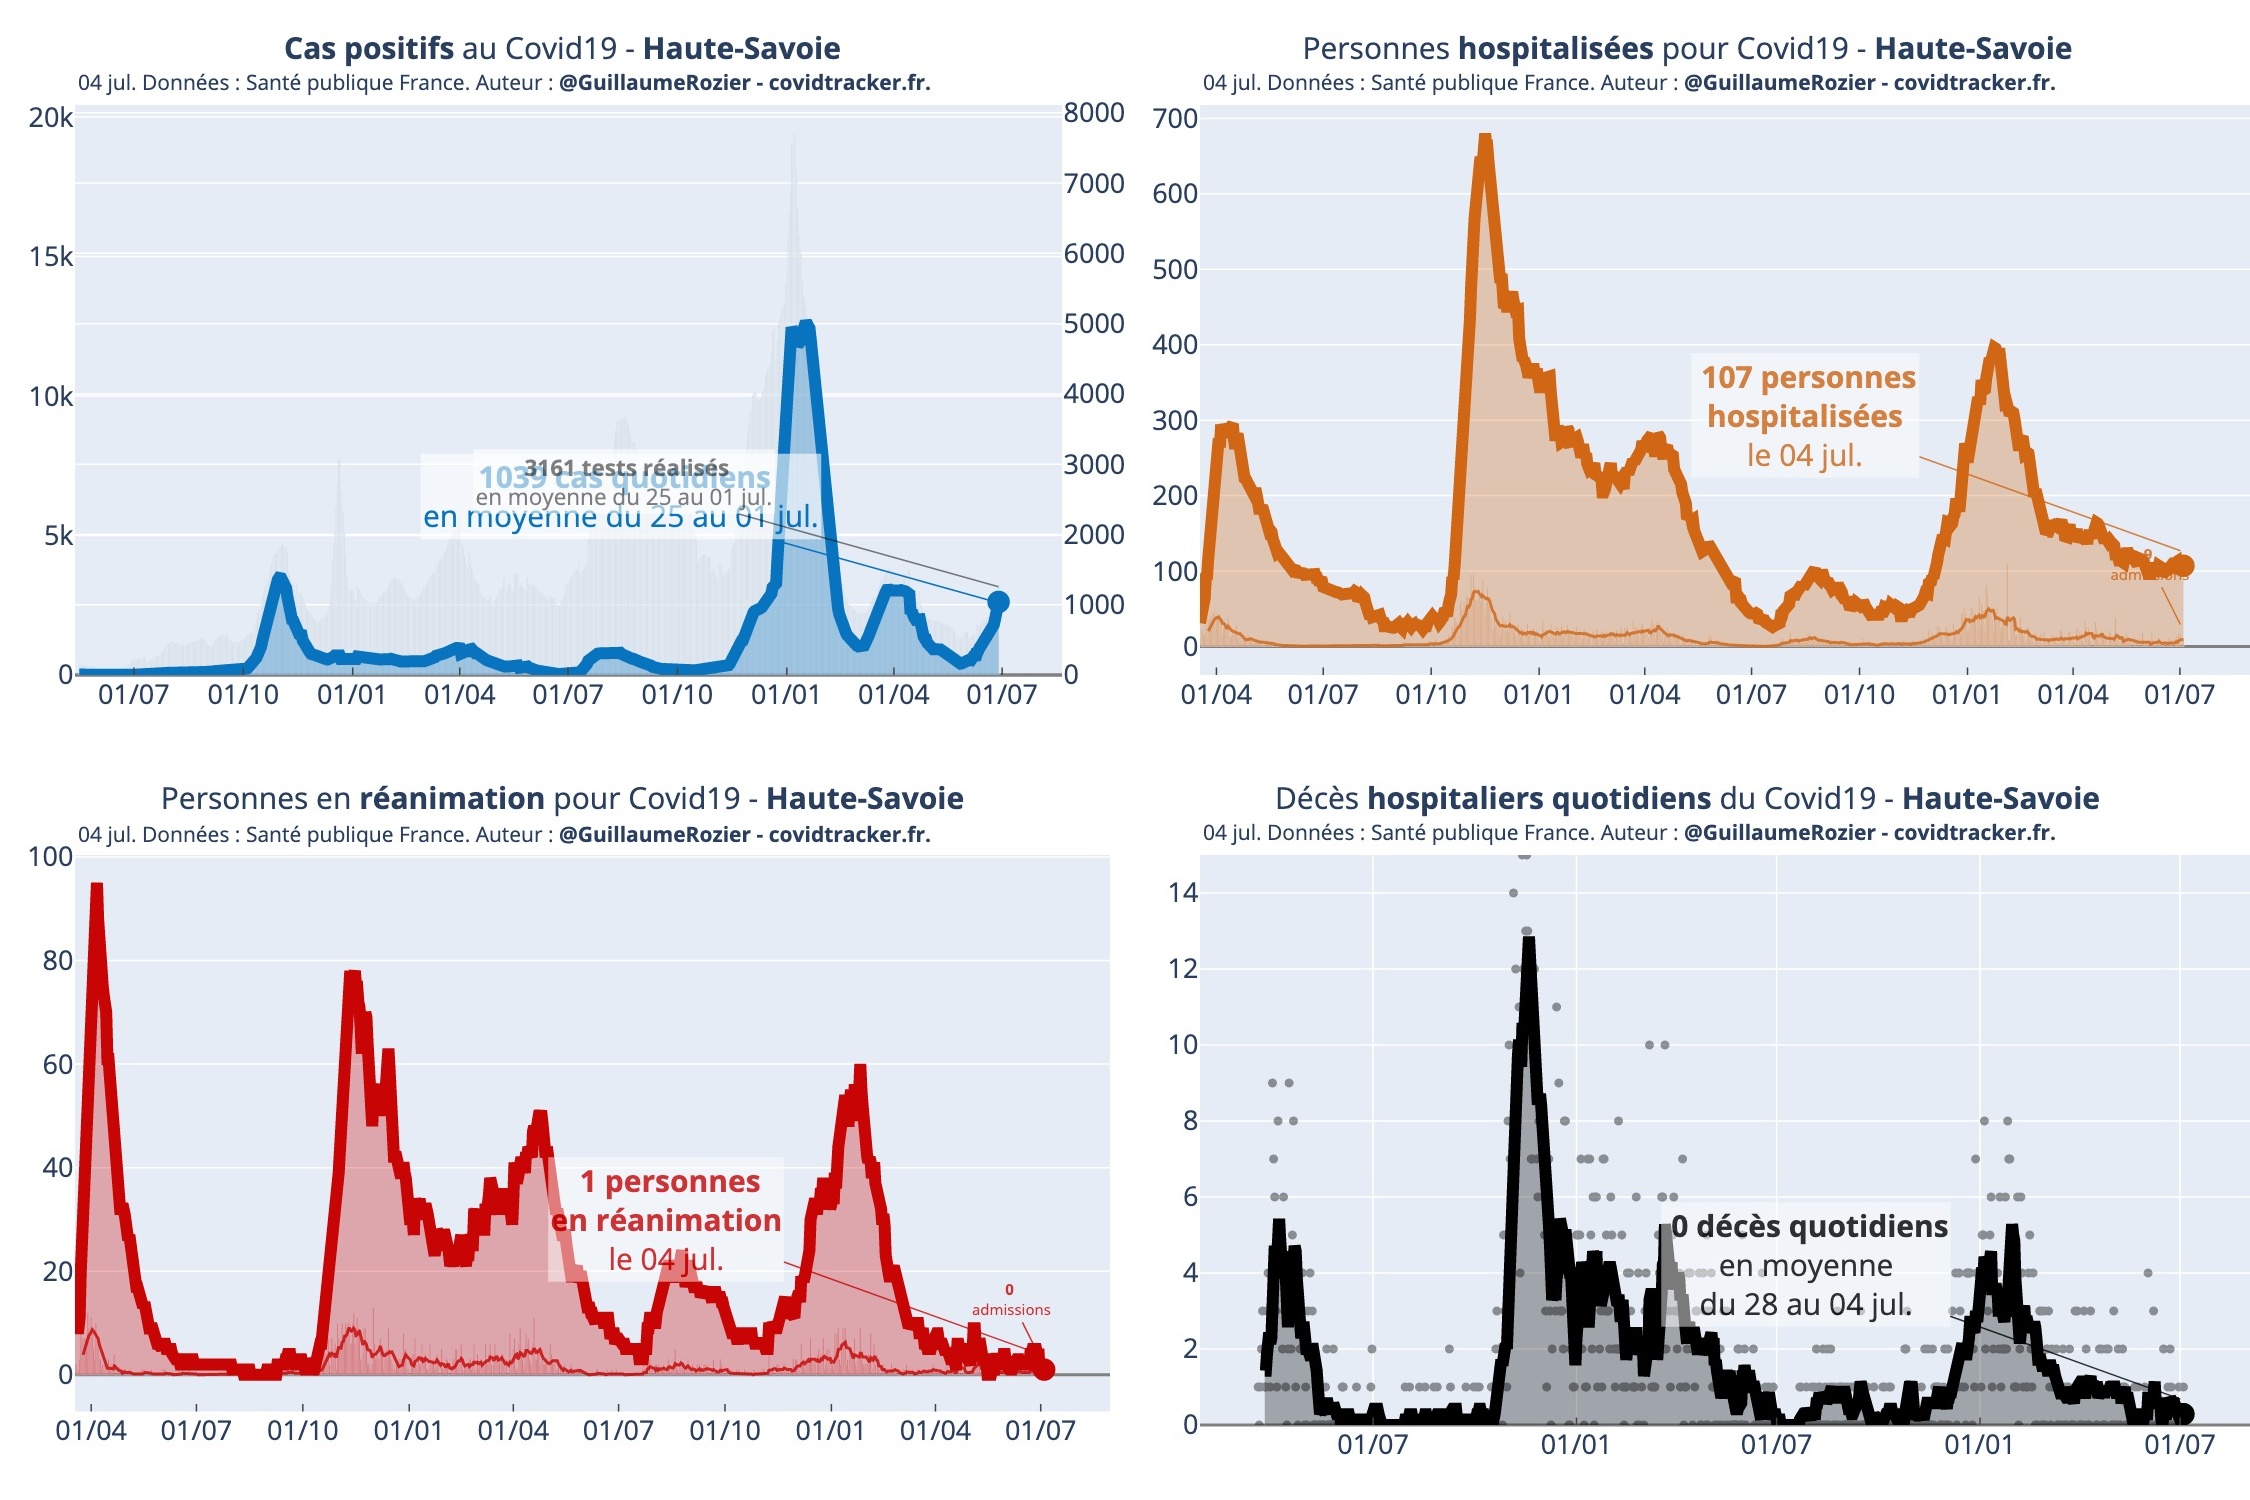 Cas positifs au Covid19 - Haute-Savoie
04 jul. Données : Santé publique France. Auteur : @GuillaumeRozier - covidtracker.fr.
20k
15k
10k
5k
0
8000
7000
6000
5000
4000
3000
2000
1000
0
3161 tests réalisés
en moyenne du 25 au 01 jul.
1039 cas quotidiens
en moyenne du 25 au 01 jul.
01/07 01/10 01/01 01/04 01/07 01/10 01/01 01/04 01/07
Personnes hospitalisées pour Covid19 - Haute-Savoie
04 jul. Données : Santé publique France. Auteur : @GuillaumeRozier - covidtracker.fr.
700
600
500
400
300
200
100
0
107 personnes
hospitalisées
le 04 jul.
9
admissions
01/04 01/07 01/10 01/01 01/04 01/07 01/10 01/01 01/04 01/07
Personnes en réanimation pour Covid19 - Haute-Savoie
04 jul. Données : Santé publique France. Auteur : @GuillaumeRozier - covidtracker.fr.
100
80
60
40
20
0
1 personnes
en réanimation
le 04 jul.
0
admissions
01/04 01/07 01/10 01/01 01/04 01/07 01/10 01/01 01/04 01/07
Décès hospitaliers quotidiens du Covid19 - Haute-Savoie
04 jul. Données : Santé publique France. Auteur : @GuillaumeRozier - covidtracker.fr.
14
12
10
8
6
4
2
0
0 décès quotidiens
en moyenne
du 28 au 04 jul.
01/07 01/01 01/07 01/01 01/07